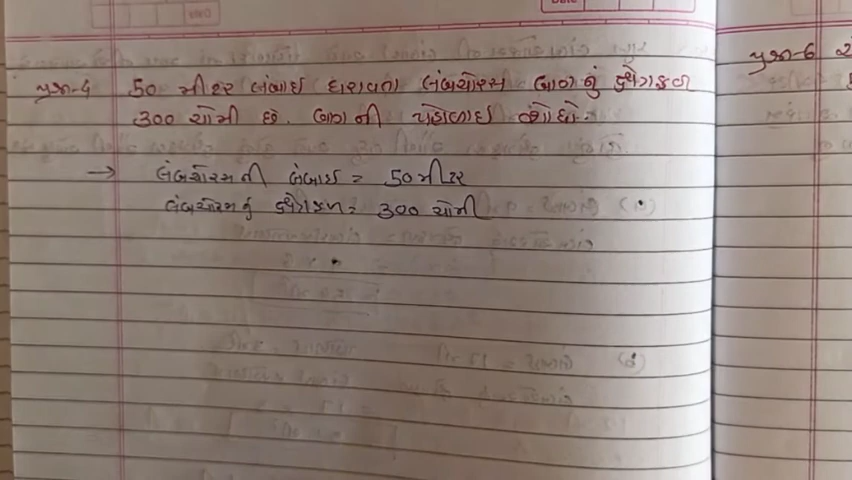 પ્રશ્ન-4 50 મીટર લંબાઈ ધરાવતા લંબચોરસ બાગનું ક્ષેત્રફળ
300 ચોમી છે. બાગની પહોળાઈ શોધો.
→ લંબચોરસની લંબાઈ = 50 મીટર
લંબચોરસનું ક્ષેત્રફળ = 300 ચોમી
પ્રશ્ન-6